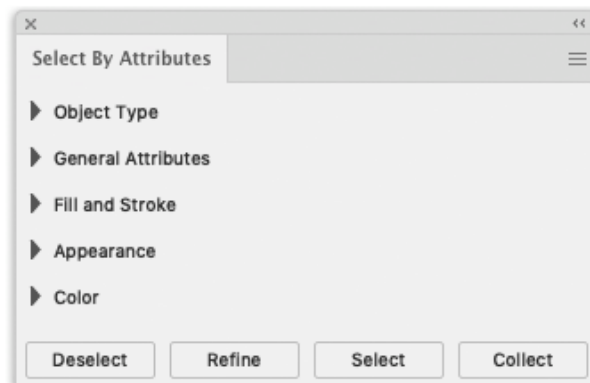 Select By Attributes
Object Type
General Attributes
Fill and Stroke
Appearance
Color
Deselect Refine Select Collect